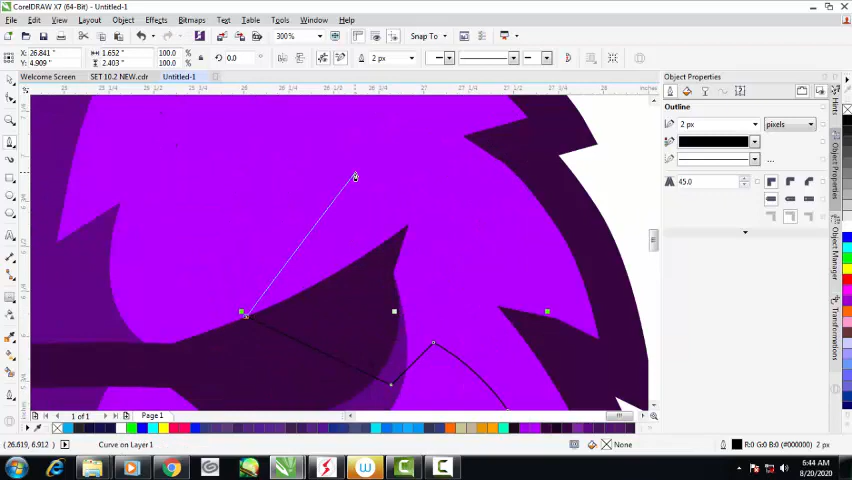 CorelDRAW X7 (64-Bit) - Untitled-1
File Edit View Layout Object Effects Bitmaps Text Table Tools Window Help
300% Snap To
X: 26.841 " 1.652 " 100.0 % 0.0 °
Y: 4.909 " 2.403 " 100.0 %
2 px
Welcome Screen SET 10.2 NEW.cdr Untitled-1
inches
Object Properties
Outline
2 px pixels
...
45.0
Hints
Object Properties
Object Manager
1 of 1 Page 1
(26.619, 6.912) Curve on Layer 1 None R:0 G:0 B:0 (#000000) 2 px
6:44 AM
8/20/2020